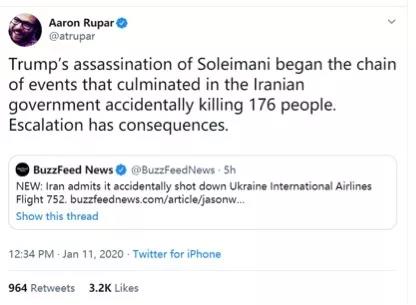 Aaron Rupar
@atrupar
Trump's assassination of Soleimani began the chain
of events that culminated in the Iranian
government accidentally killing 176 people.
Escalation has consequences.
BuzzFeed News @BuzzFeedNews · 5h
NEW: Iran admits it accidentally shot down Ukraine International Airlines
Flight 752. buzzfeednews.com/article/jasonw...
Show this thread
12:34 PM · Jan 11, 2020 · Twitter for iPhone
964 Retweets 3.2K Likes